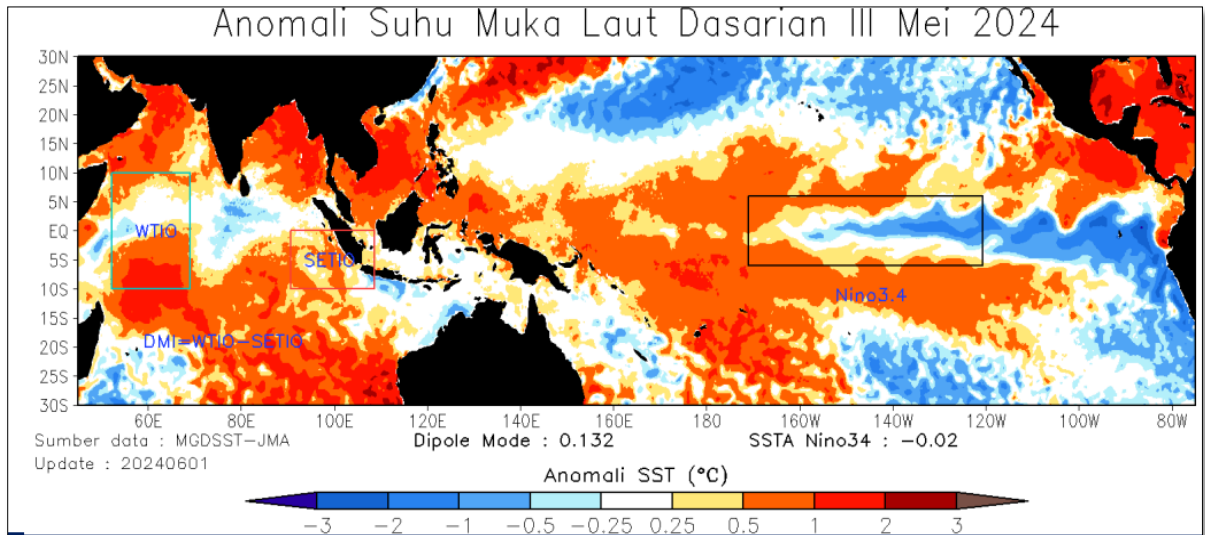 Anomali Suhu Muka Laut Dasarian III Mei 2024
30N
25N
20N
15N
10N
5N
EQ
5S
10S
15S
20S
25S
30S
WTIO
SETIO
Nino3.4
DMI=WTIO−SETIO
60E 80E 100E 120E 140E 160E 180 160W 140W 120W 100W 80W
Sumber data : MGDSST−JMA Dipole Mode : 0.132 SSTA Nino34 : −0.02
Update : 20240601
Anomali SST (°C)
−3 −2 −1 −0.5 −0.25 0.25 0.5 1 2 3